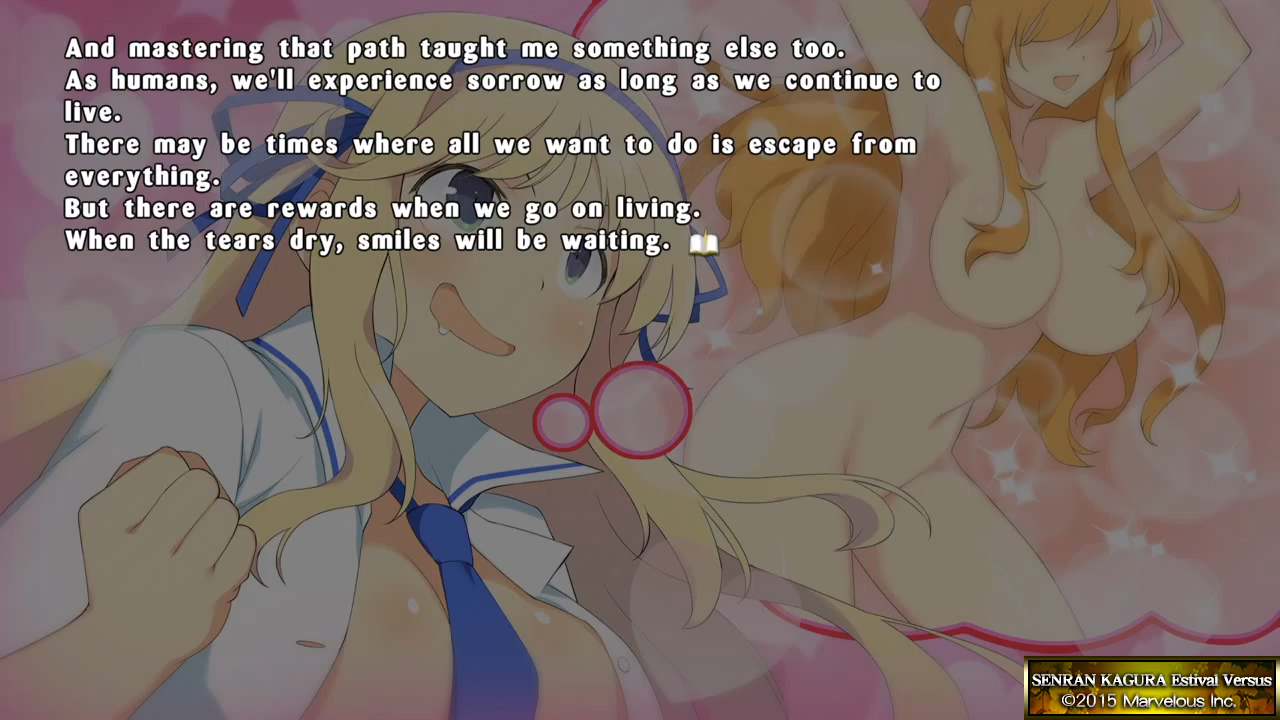 And mastering that path taught me something else too.
As humans, we'll experience sorrow as long as we continue to
live.
There may be times where all we want to do is escape from
everything.
But there are rewards when we go on living.
When the tears dry, smiles will be waiting.
SENRAN KAGURA Estival Versus
©2015 Marvelous Inc.